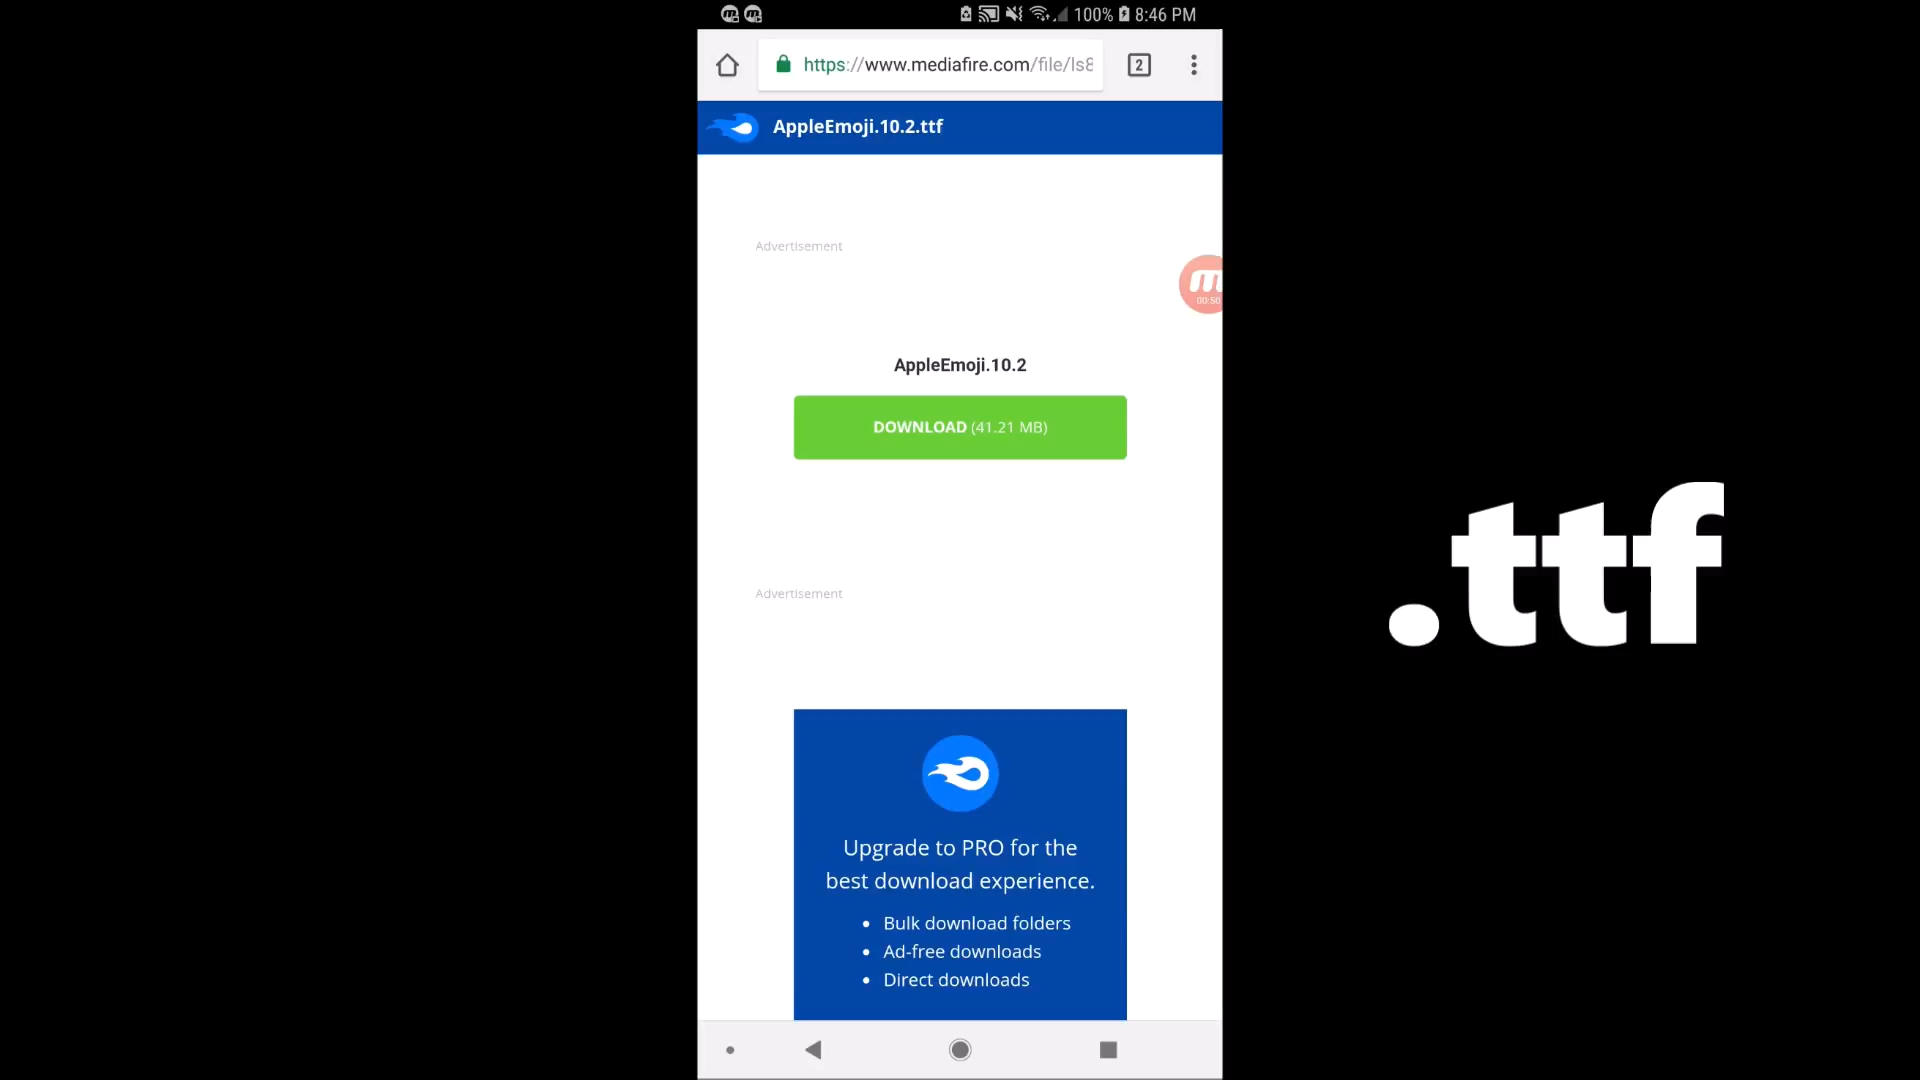 100% 8:46 PM
https://www.mediafire.com/file/ls8
2
AppleEmoji.10.2.ttf
Advertisement
00:50
AppleEmoji.10.2
DOWNLOAD (41.21 MB)
.ttf
Advertisement
Upgrade to PRO for the
best download experience.
• Bulk download folders
• Ad-free downloads
• Direct downloads